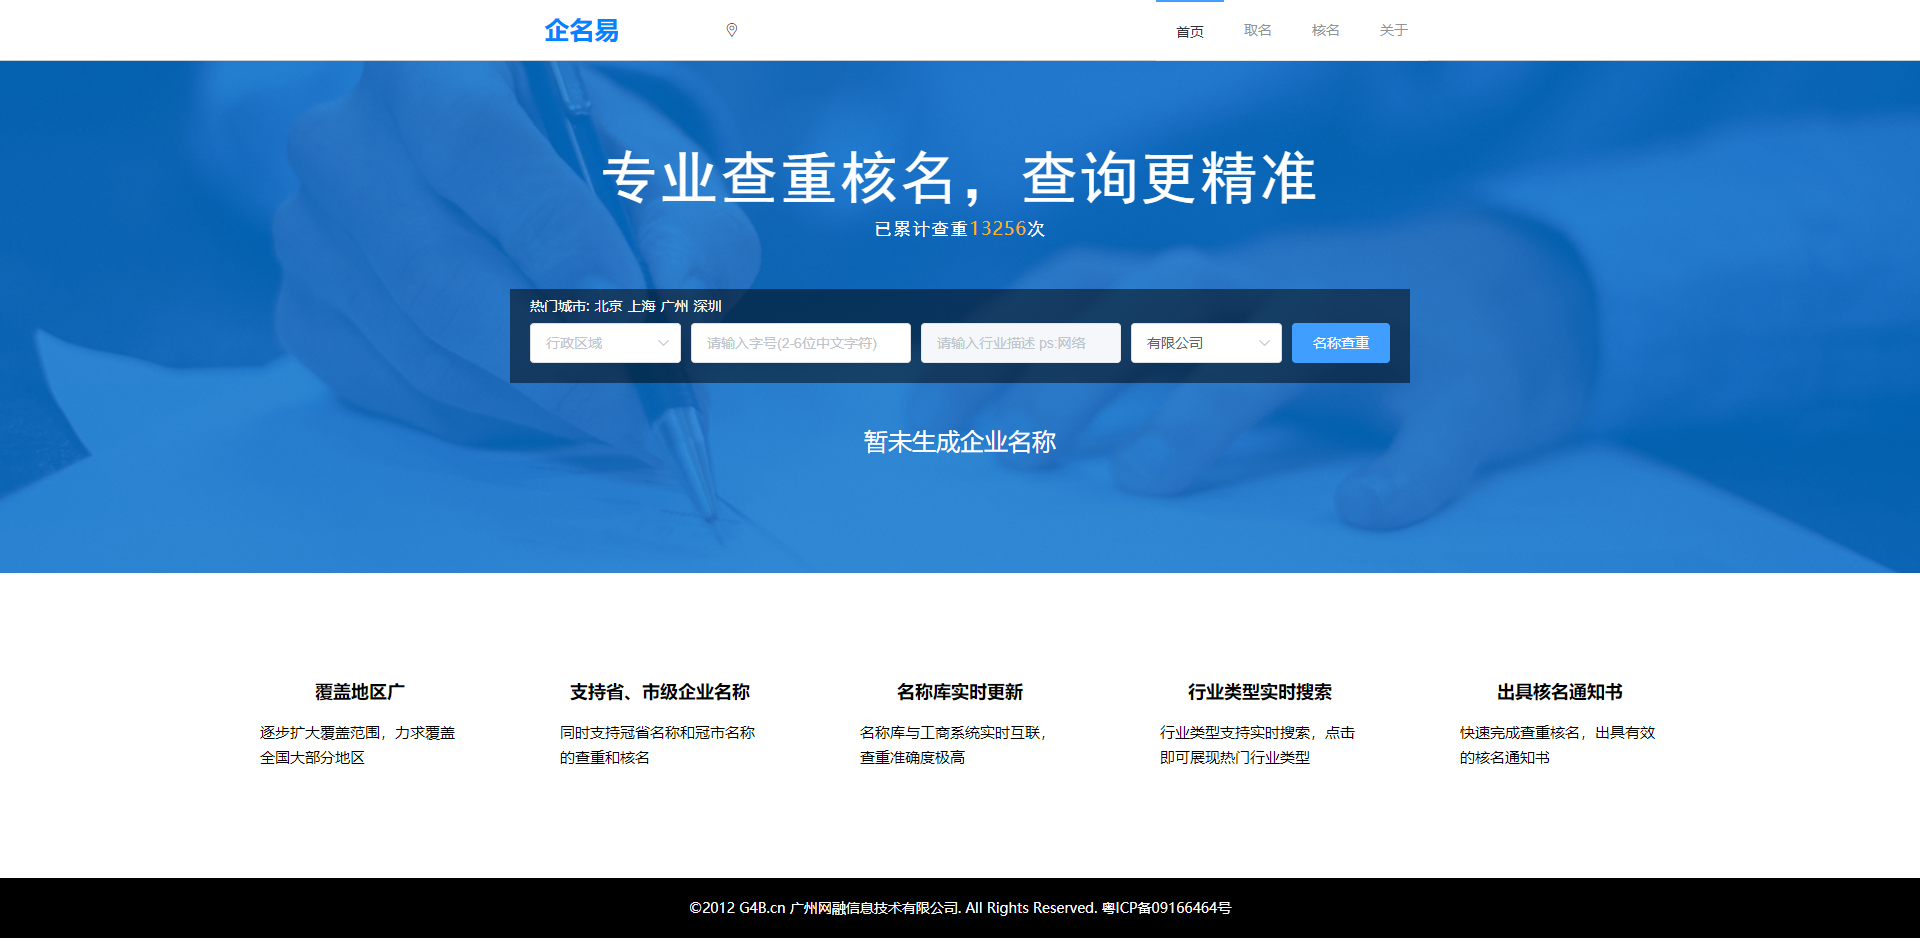 企名易
首页 取名 核名 关于
专业查重核名，查询更精准
已累计查重13256次
热门城市: 北京 上海 广州 深圳
行政区域 请输入字号(2-6位中文字符) 请输入行业描述 ps:网络 有限公司 名称查重
暂未生成企业名称
覆盖地区广
逐步扩大覆盖范围，力求覆盖
全国大部分地区
支持省、市级企业名称
同时支持冠省名称和冠市名称
的查重和核名
名称库实时更新
名称库与工商系统实时互联，
查重准确度极高
行业类型实时搜索
行业类型支持实时搜索，点击
即可展现热门行业类型
出具核名通知书
快速完成查重核名，出具有效
的核名通知书
©2012 G4B.cn 广州网融信息技术有限公司. All Rights Reserved. 粤ICP备09166464号